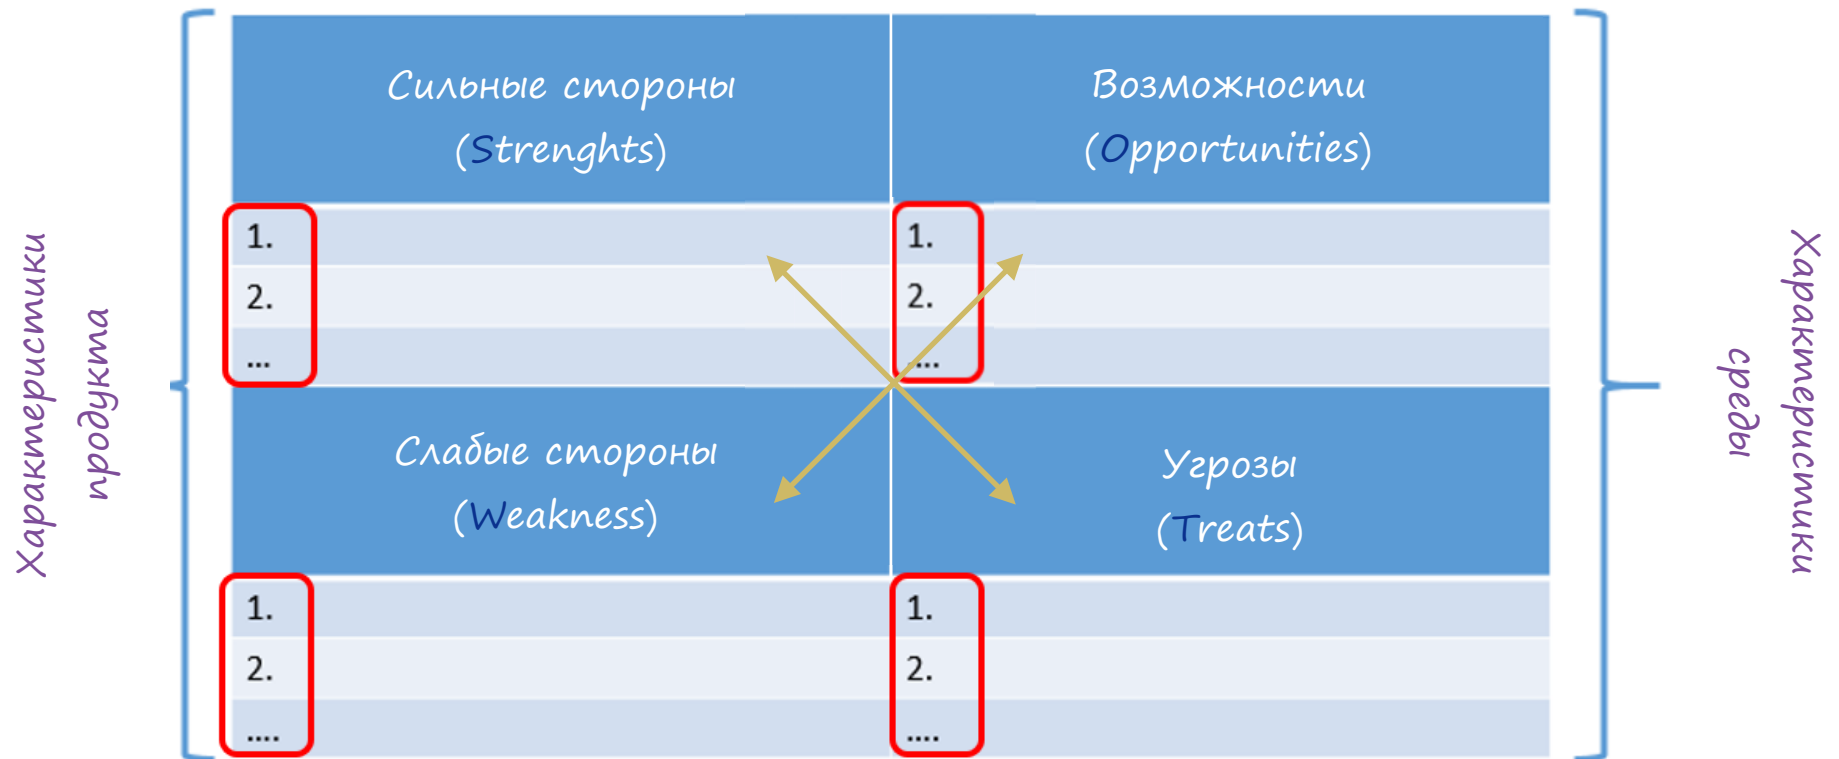 Характеристики
продукта
Сильные стороны
(Strenghts)
1.
2.
...
Возможности
(Opportunities)
1.
2.
....
Слабые стороны
(Weakness)
1.
2.
....
Угрозы
(Treats)
1.
2.
....
Характеристики
среды